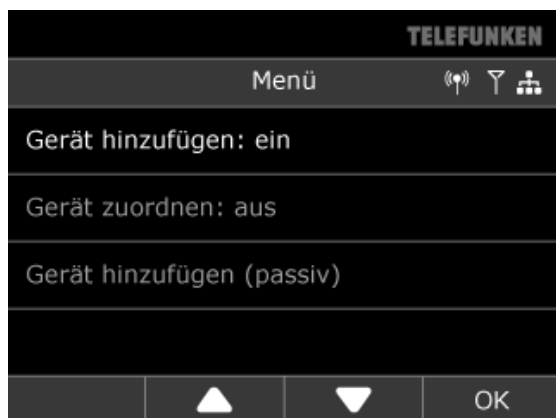 TELEFUNKEN
Menü
Gerät hinzufügen: ein
Gerät zuordnen: aus
Gerät hinzufügen (passiv)
OK